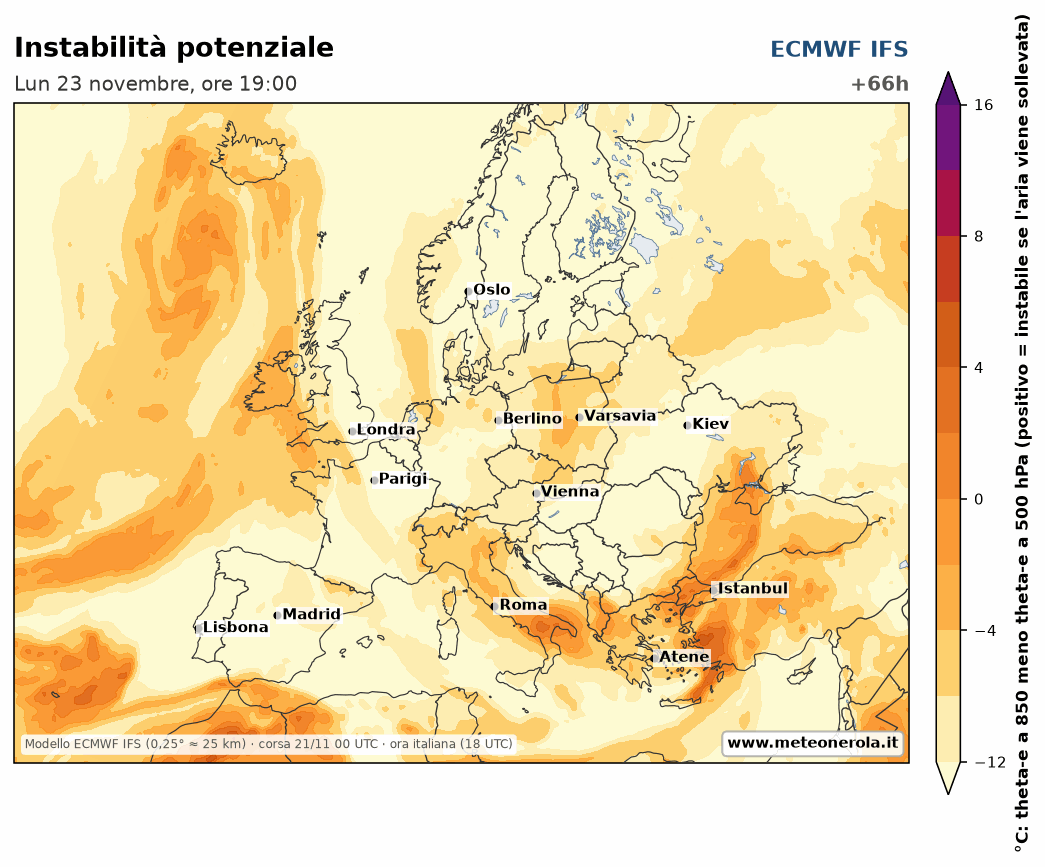 Instabilità potenziale
ECMWF IFS
Lun 23 novembre, ore 19:00
+66h
Oslo
Londra
Berlino
Varsavia
Kiev
Parigi
Vienna
Istanbul
Roma
Madrid
Lisbona
Atene
Modello ECMWF IFS (0,25° ≈ 25 km) · corsa 21/11 00 UTC · ora italiana (18 UTC)
www.meteonerola.it
16
8
4
0
−4
−12
°C: theta-e a 850 meno theta-e a 500 hPa (positivo = instabile se l'aria viene sollevata)